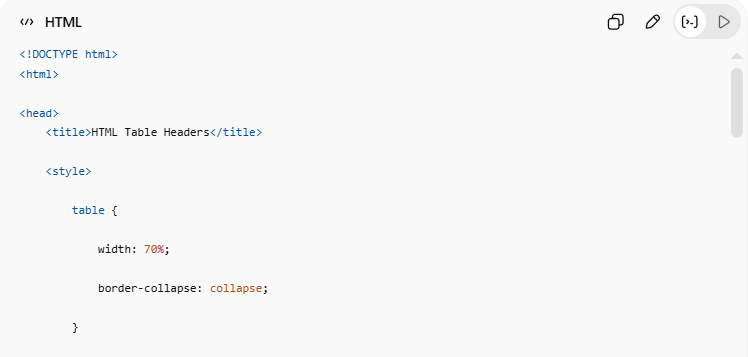 </> HTML
<!DOCTYPE html>
<html>
<head>
<title>HTML Table Headers</title>
<style>
table {
width: 70%;
border-collapse: collapse;
}